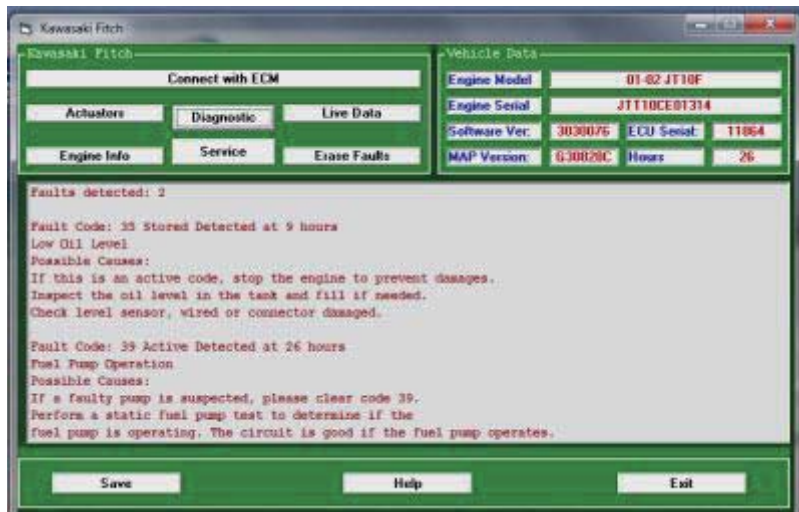 Kawasaki Fitch
Kawasaki Fitch
Connect with ECM
Actuators
Diagnostic
Live Data
Engine Info
Service
Erase Faults
Vehicle Data
Engine Model
01-02 JT10F
Engine Serial
JTT10CE01314
Software Ver:
3030076
ECU Serial:
11064
MAP Version:
G30820C
Hours
26
Faults detected: 2
Fault Code: 35 Stored Detected at 9 hours
Low Oil Level
Possible Causes:
If this is an active code, stop the engine to prevent damages.
Inspect the oil level in the tank and fill if needed.
Check level sensor, wired or connector damaged.
Fault Code: 39 Active Detected at 26 hours
Fuel Pump Operation
Possible Causes:
If a faulty pump is suspected, please clear code 39.
Perform a static fuel pump test to determine if the
fuel pump is operating. The circuit is good if the fuel pump operates.
Save
Help
Exit